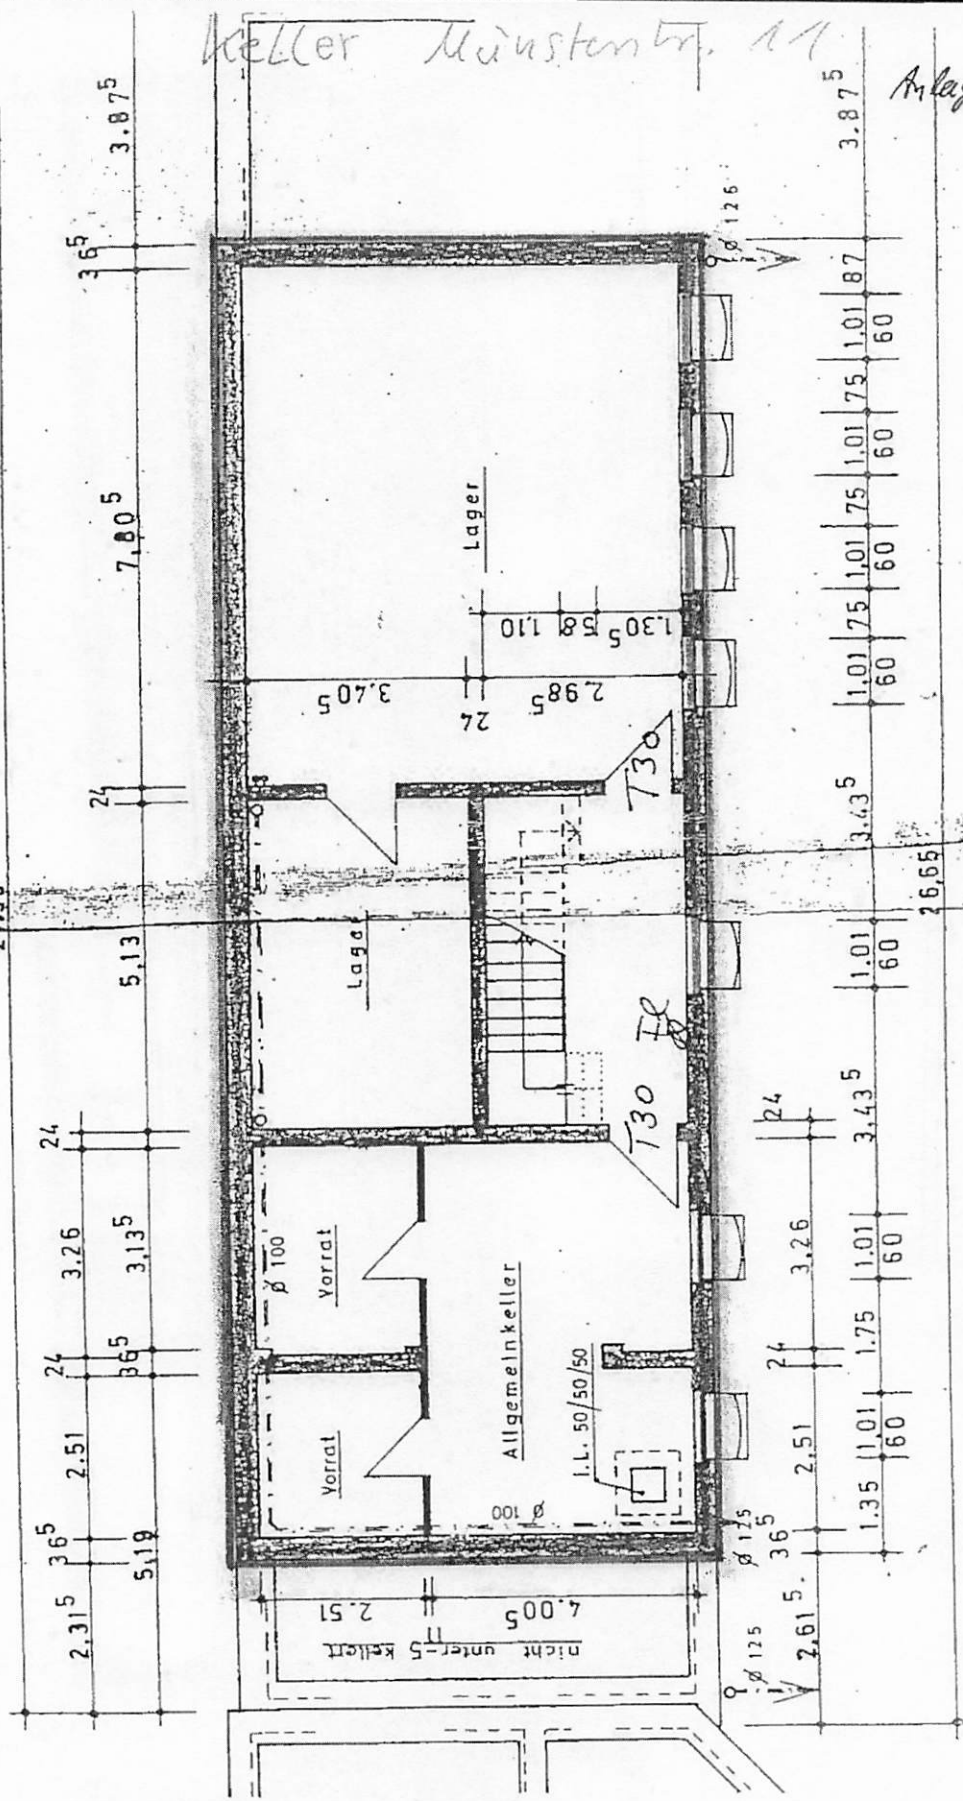 Keller Münsterstr. 11
3.87⁵
3.87⁵
36⁵
Ø 126
87
1,01
60
75
1,01
60
7,80⁵
Lager
75
1,01
60
1.30⁵ 58 1,10
75
1,01
60
3.40⁵
24
2.98⁵
T30
24
3.43⁵
26,65
5,13
Lager
1.01
60
T30
24
24
3,43⁵
3.26
3,13⁵
Ø 100
Vorrat
Allgemeinkeller
3,26
1.01
60
24
36⁵
I.L. 50/50/50
24
1.75
2.51
Vorrat
2,51
1,01
60
Ø 100
1.35
36⁵
5,19
Ø 125
36⁵
2.31⁵
2.51
4.00⁵
nicht unter-
kellert
5
2,61⁵
Ø 125